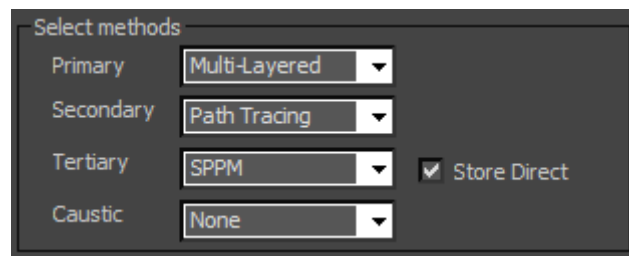 Select methods
Primary Multi-Layered
Secondary Path Tracing
Tertiary SPPM Store Direct
Caustic None